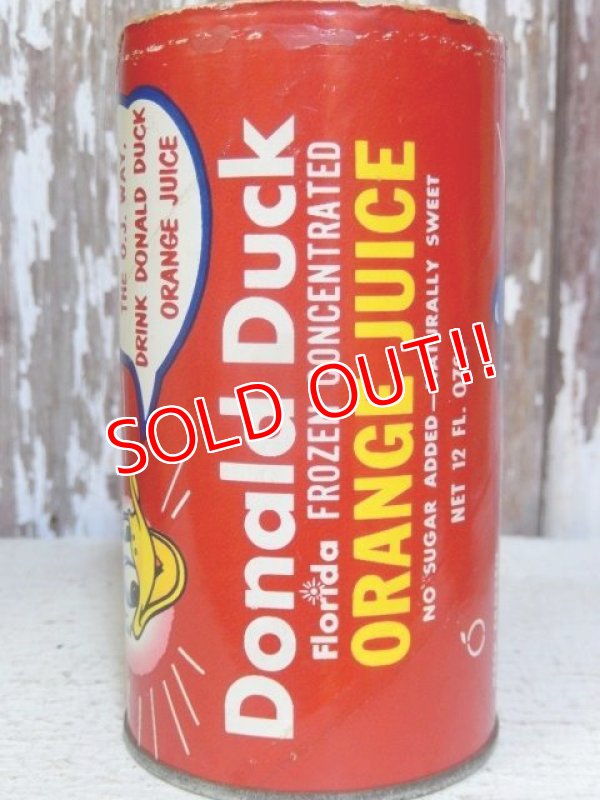 THE O.J. WAY,
DRINK DONALD DUCK
ORANGE JUICE
Donald Duck
Florida FROZEN CONCENTRATED
ORANGE JUICE
NO SUGAR ADDED—NATURALLY SWEET
NET 12 FL. OZS.
SOLD OUT!!